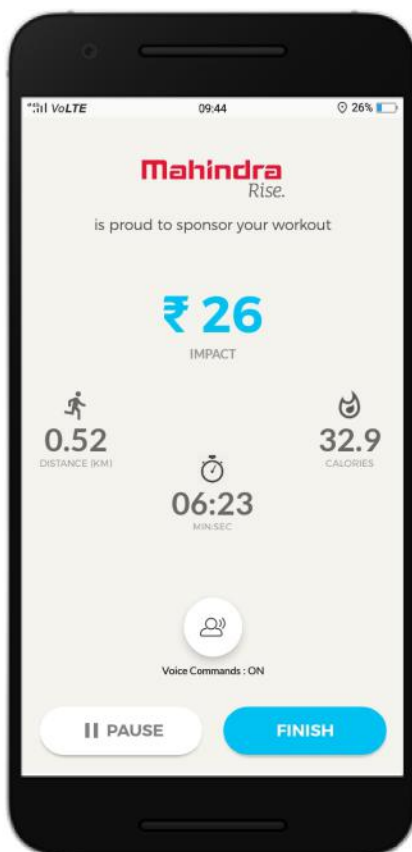 VoLTE 09:44 26%
Mahindra
Rise.
is proud to sponsor your workout
₹ 26
IMPACT
0.52
DISTANCE (KM)
32.9
CALORIES
06:23
MIN:SEC
Voice Commands : ON
PAUSE FINISH